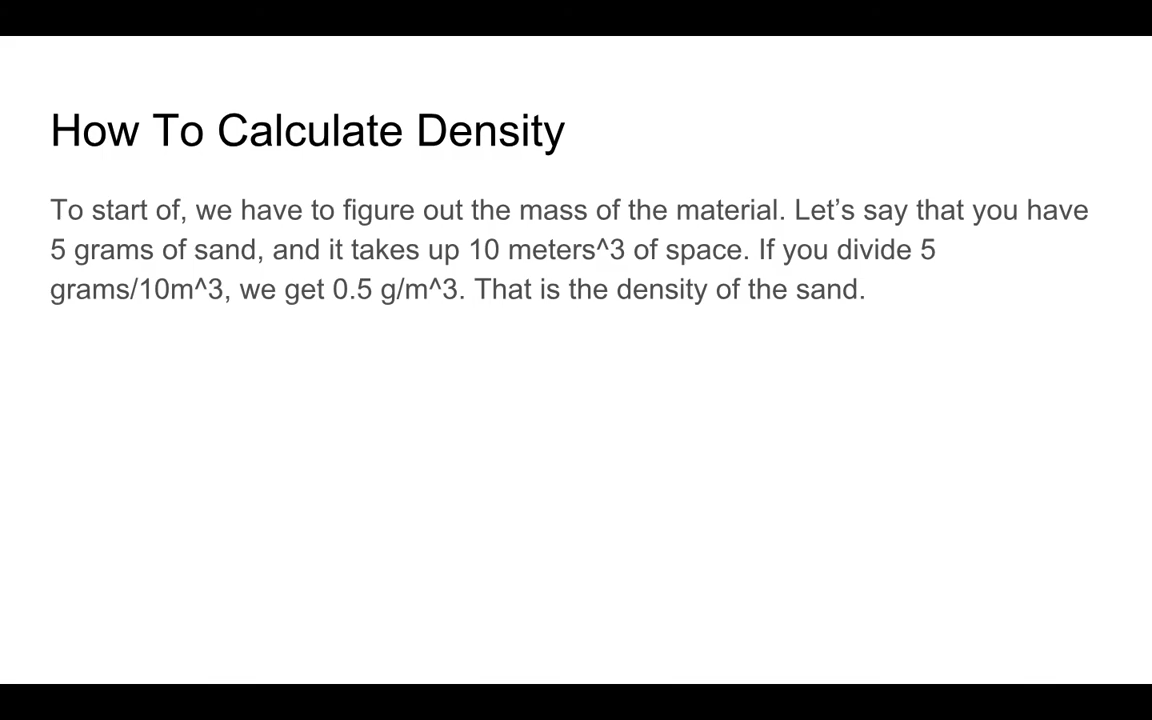 How To Calculate Density
To start of, we have to figure out the mass of the material. Let’s say that you have
5 grams of sand, and it takes up 10 meters^3 of space. If you divide 5
grams/10m^3, we get 0.5 g/m^3. That is the density of the sand.